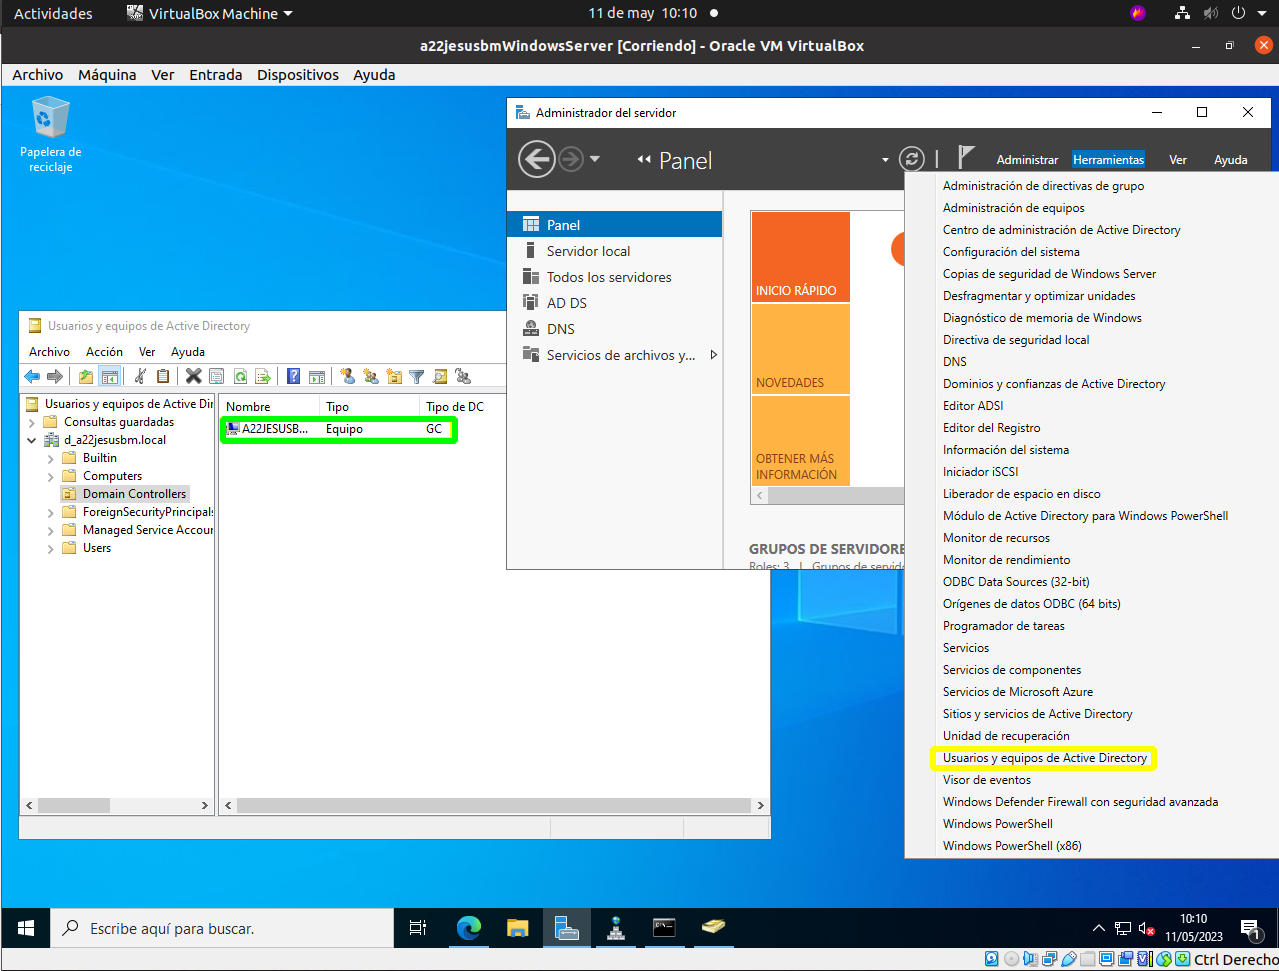 Actividades
VirtualBox Machine
11 de may 10:10
a22jesusbmWindowsServer [Corriendo] - Oracle VM VirtualBox
Archivo Máquina Ver Entrada Dispositivos Ayuda
Papelera de
reciclaje
Administrador del servidor
Panel
Administrar Herramientas Ver Ayuda
Panel
Servidor local
Todos los servidores
AD DS
DNS
Servicios de archivos y...
INICIO RÁPIDO
NOVEDADES
OBTENER MÁS
INFORMACIÓN
GRUPOS DE SERVIDORE
Roles: 3 | Grupos de servido
Administración de directivas de grupo
Administración de equipos
Centro de administración de Active Directory
Configuración del sistema
Copias de seguridad de Windows Server
Desfragmentar y optimizar unidades
Diagnóstico de memoria de Windows
Directiva de seguridad local
DNS
Dominios y confianzas de Active Directory
Editor ADSI
Editor del Registro
Información del sistema
Iniciador iSCSI
Liberador de espacio en disco
Módulo de Active Directory para Windows PowerShell
Monitor de recursos
Monitor de rendimiento
ODBC Data Sources (32-bit)
Orígenes de datos ODBC (64 bits)
Programador de tareas
Servicios
Servicios de componentes
Servicios de Microsoft Azure
Sitios y servicios de Active Directory
Unidad de recuperación
Usuarios y equipos de Active Directory
Visor de eventos
Windows Defender Firewall con seguridad avanzada
Windows PowerShell
Windows PowerShell (x86)
Usuarios y equipos de Active Directory
Archivo Acción Ver Ayuda
Usuarios y equipos de Active Dir
Consultas guardadas
d_a22jesusbm.local
Builtin
Computers
Domain Controllers
ForeignSecurityPrincipals
Managed Service Accour
Users
Nombre Tipo Tipo de DC
A22JESUSB... Equipo GC
Escribe aquí para buscar.
10:10
11/05/2023
1
Ctrl Derecho